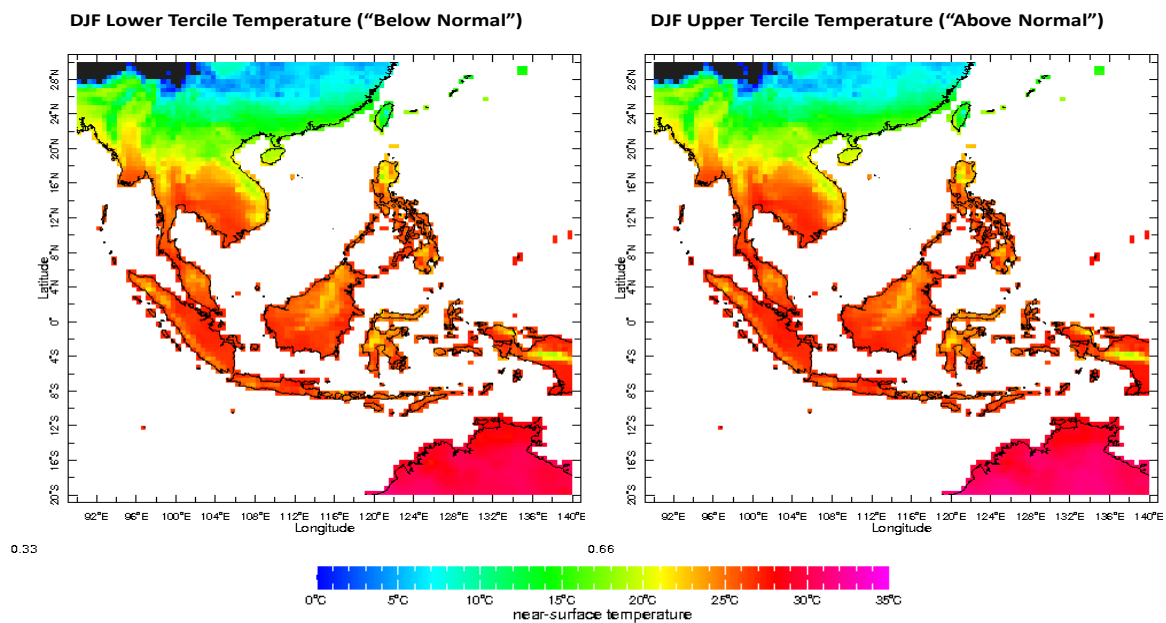 DJF Lower Tercile Temperature (“Below Normal”)
DJF Upper Tercile Temperature (“Above Normal”)
28°N
24°N
20°N
16°N
12°N
8°N
4°N
0°
4°S
8°S
12°S
16°S
20°S
Latitude
92°E 96°E 100°E 104°E 108°E 112°E 116°E 120°E 124°E 128°E 132°E 136°E 140°E
Longitude
28°N
24°N
20°N
16°N
12°N
8°N
4°N
0°
4°S
8°S
12°S
16°S
20°S
Latitude
92°E 96°E 100°E 104°E 108°E 112°E 116°E 120°E 124°E 128°E 132°E 136°E 140°E
Longitude
0.33
0.66
0°C 5°C 10°C 15°C 20°C 25°C 30°C 35°C
near-surface temperature